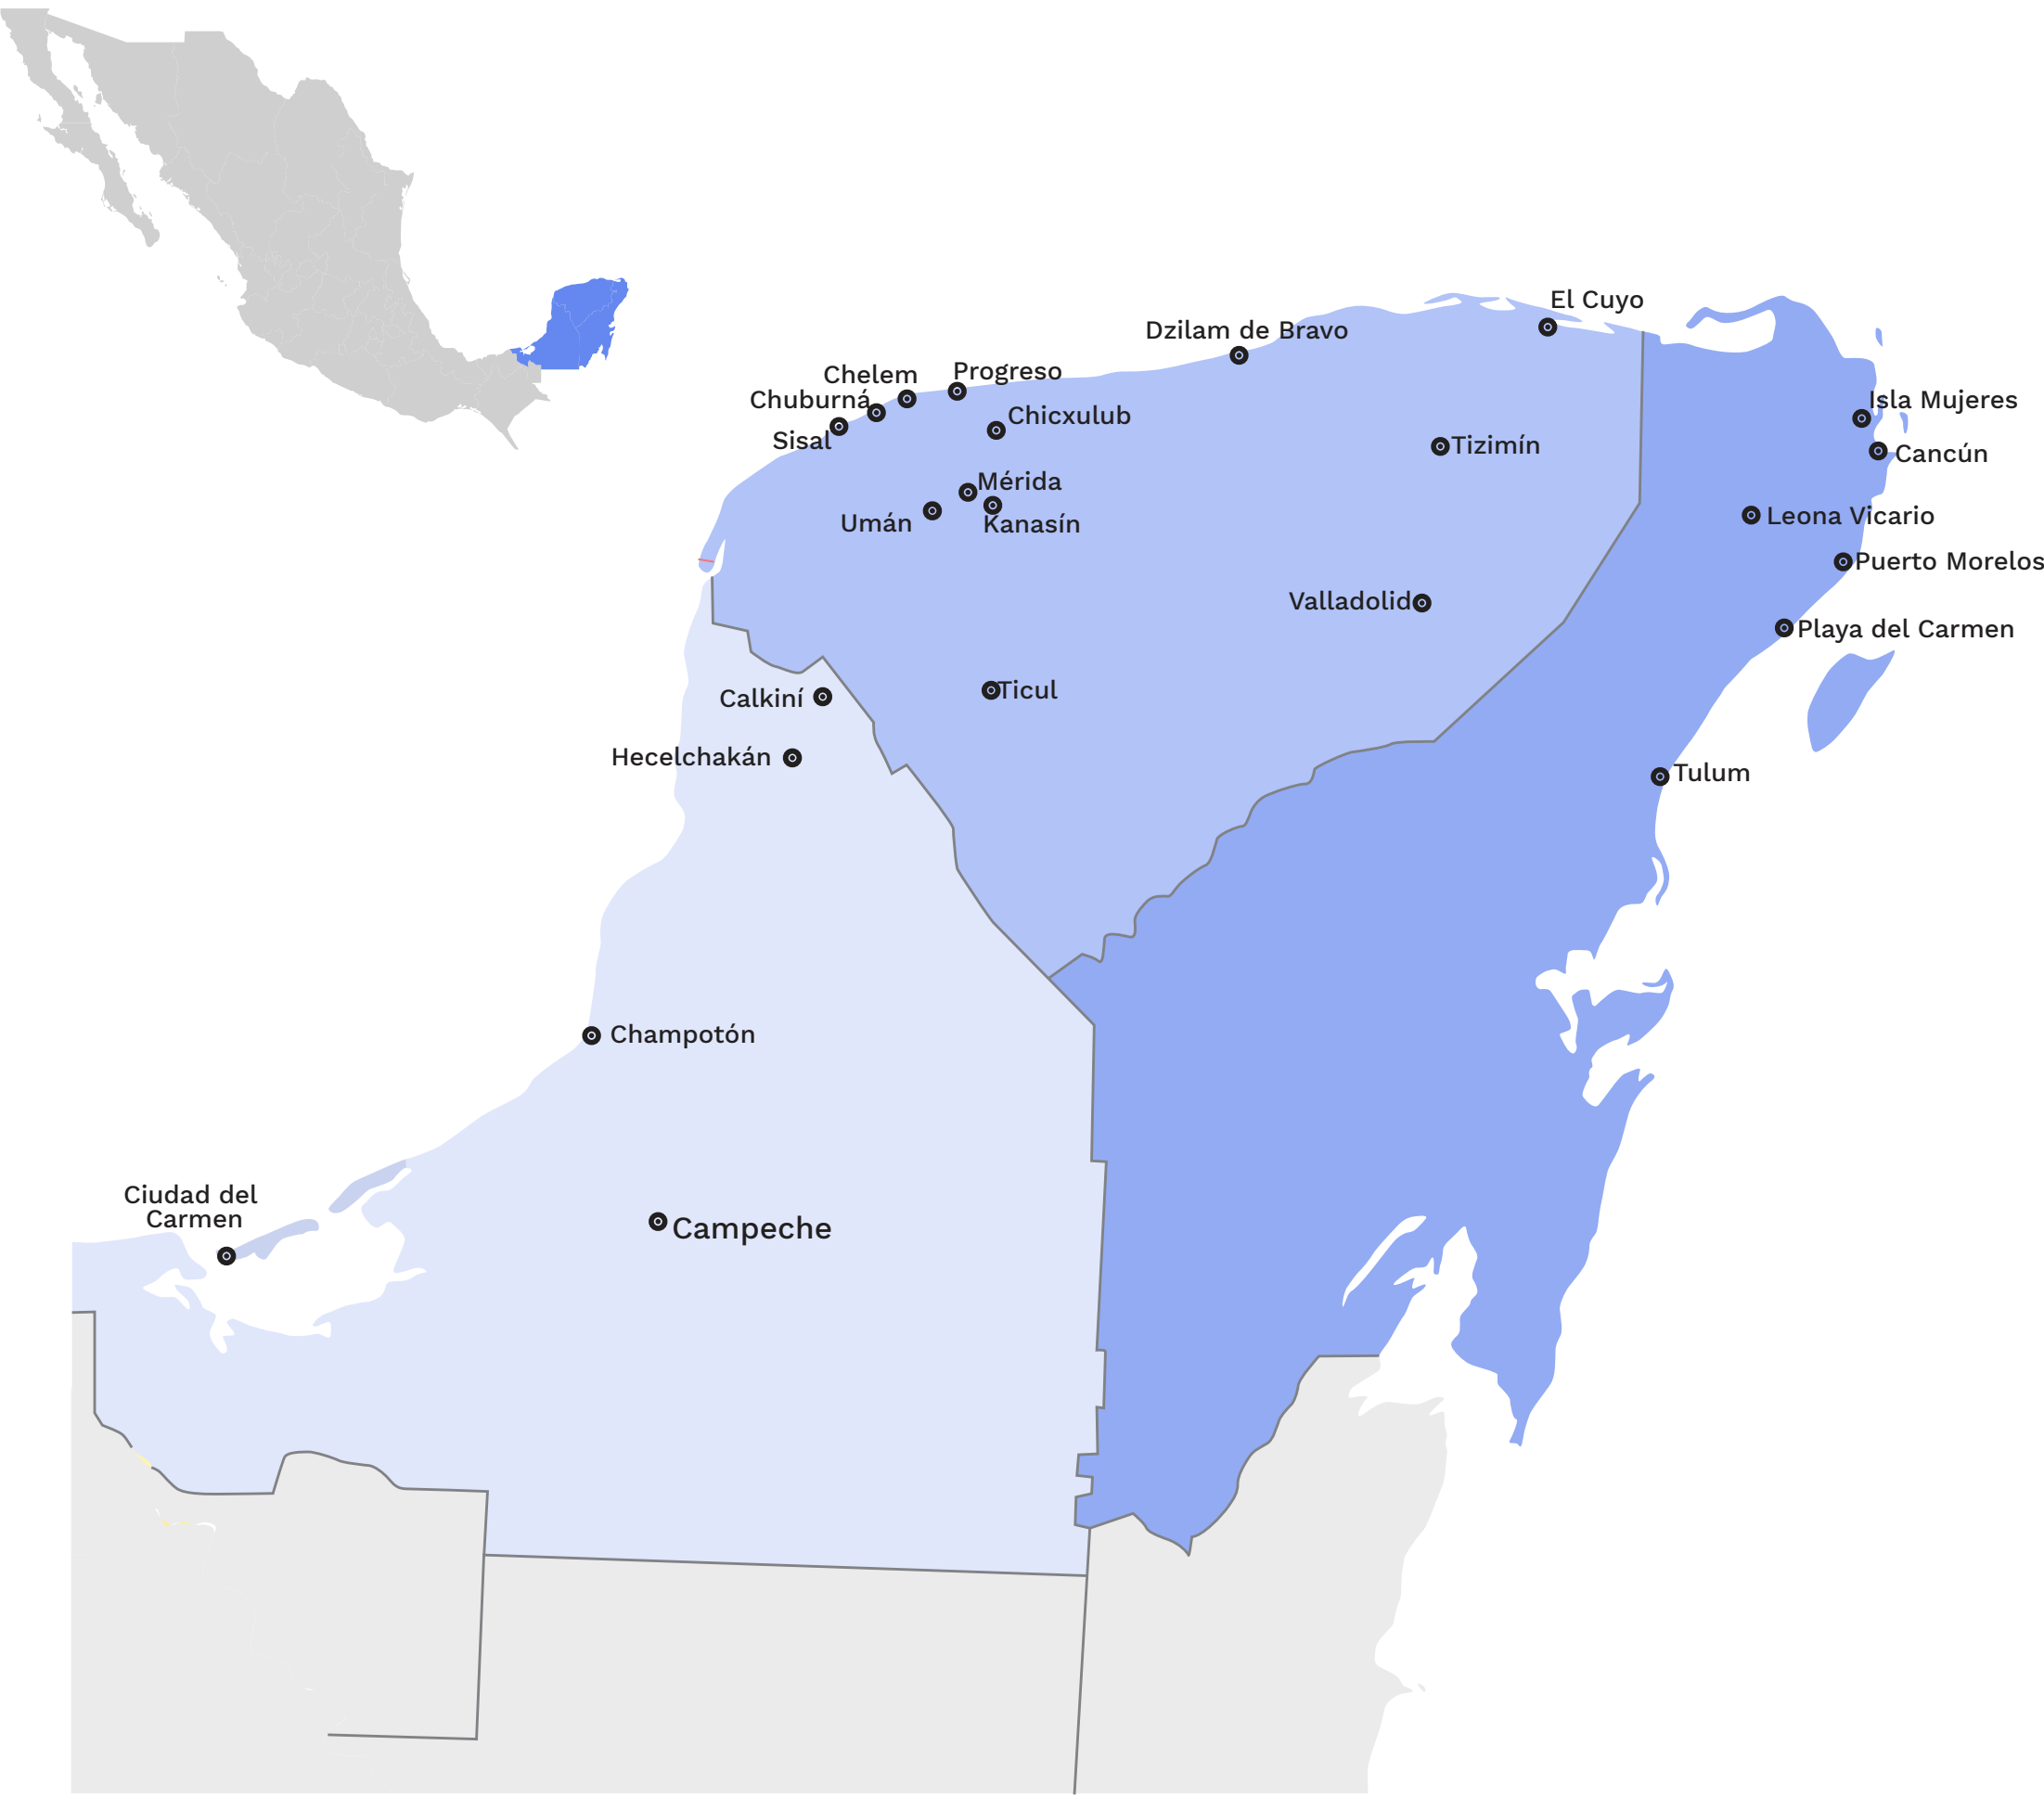 El Cuyo
Dzilam de Bravo
Progreso
Chelem
Chuburná
Isla Mujeres
Chicxulub
Sisal
Tizimín
Cancún
Mérida
Leona Vicario
Umán
Kanasín
Puerto Morelos
Valladolid
Playa del Carmen
Ticul
Calkiní
Hecelchakán
Tulum
Champotón
Ciudad del
Carmen
Campeche